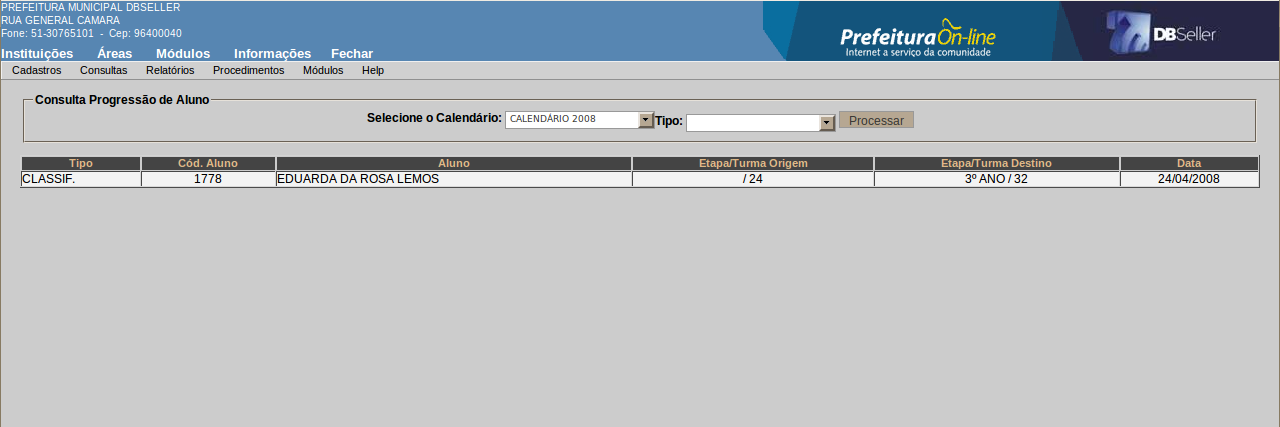 PREFEITURA MUNICIPAL DBSELLER
RUA GENERAL CAMARA
Fone: 51-30765101 - Cep: 96400040
Prefeitura On-line
Internet a serviço da comunidade
DBSeller
Instituições Áreas Módulos Informações Fechar
Cadastros Consultas Relatórios Procedimentos Módulos Help
Consulta Progressão de Aluno
Selecione o Calendário: CALENDÁRIO 2008 Tipo: Processar
Tipo Cód. Aluno Aluno Etapa/Turma Origem Etapa/Turma Destino Data
CLASSIF. 1778 EDUARDA DA ROSA LEMOS / 24 3º ANO / 32 24/04/2008